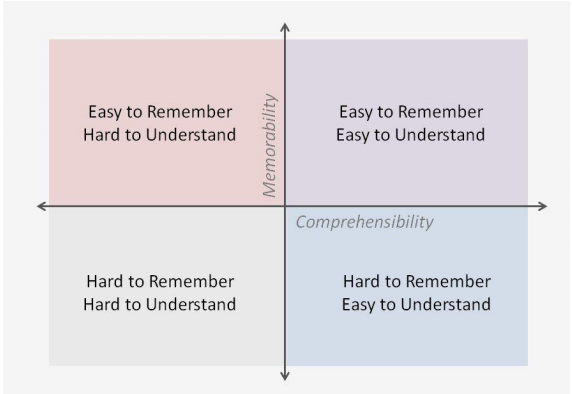 Easy to Remember
Hard to Understand
Memorability
Easy to Remember
Easy to Understand
Comprehensibility
Hard to Remember
Hard to Understand
Hard to Remember
Easy to Understand